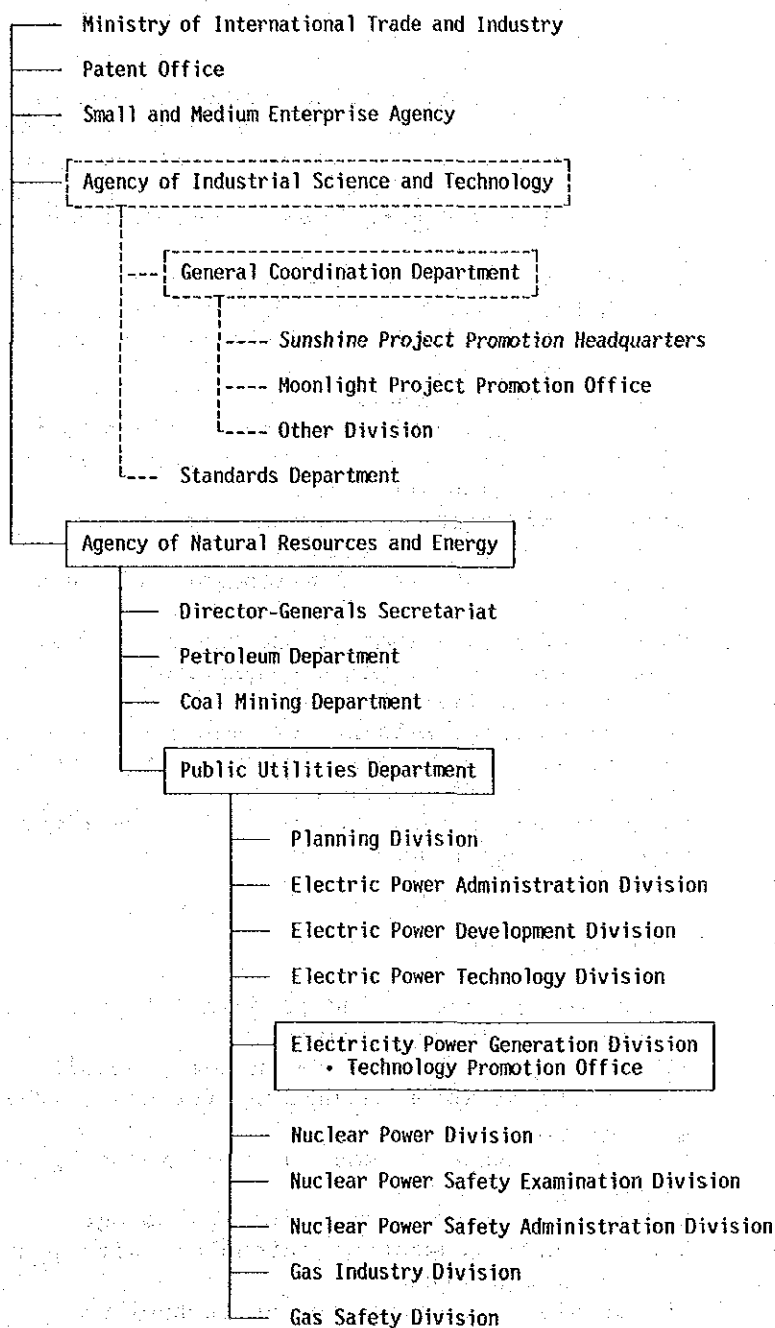 Ministry of International Trade and Industry
Patent Office
Small and Medium Enterprise Agency
Agency of Industrial Science and Technology
General Coordination Department
Sunshine Project Promotion Headquarters
Moonlight Project Promotion Office
Other Division
Standards Department
Agency of Natural Resources and Energy
Director-Generals Secretariat
Petroleum Department
Coal Mining Department
Public Utilities Department
Planning Division
Electric Power Administration Division
Electric Power Development Division
Electric Power Technology Division
Electricity Power Generation Division
• Technology Promotion Office
Nuclear Power Division
Nuclear Power Safety Examination Division
Nuclear Power Safety Administration Division
Gas Industry Division
Gas Safety Division